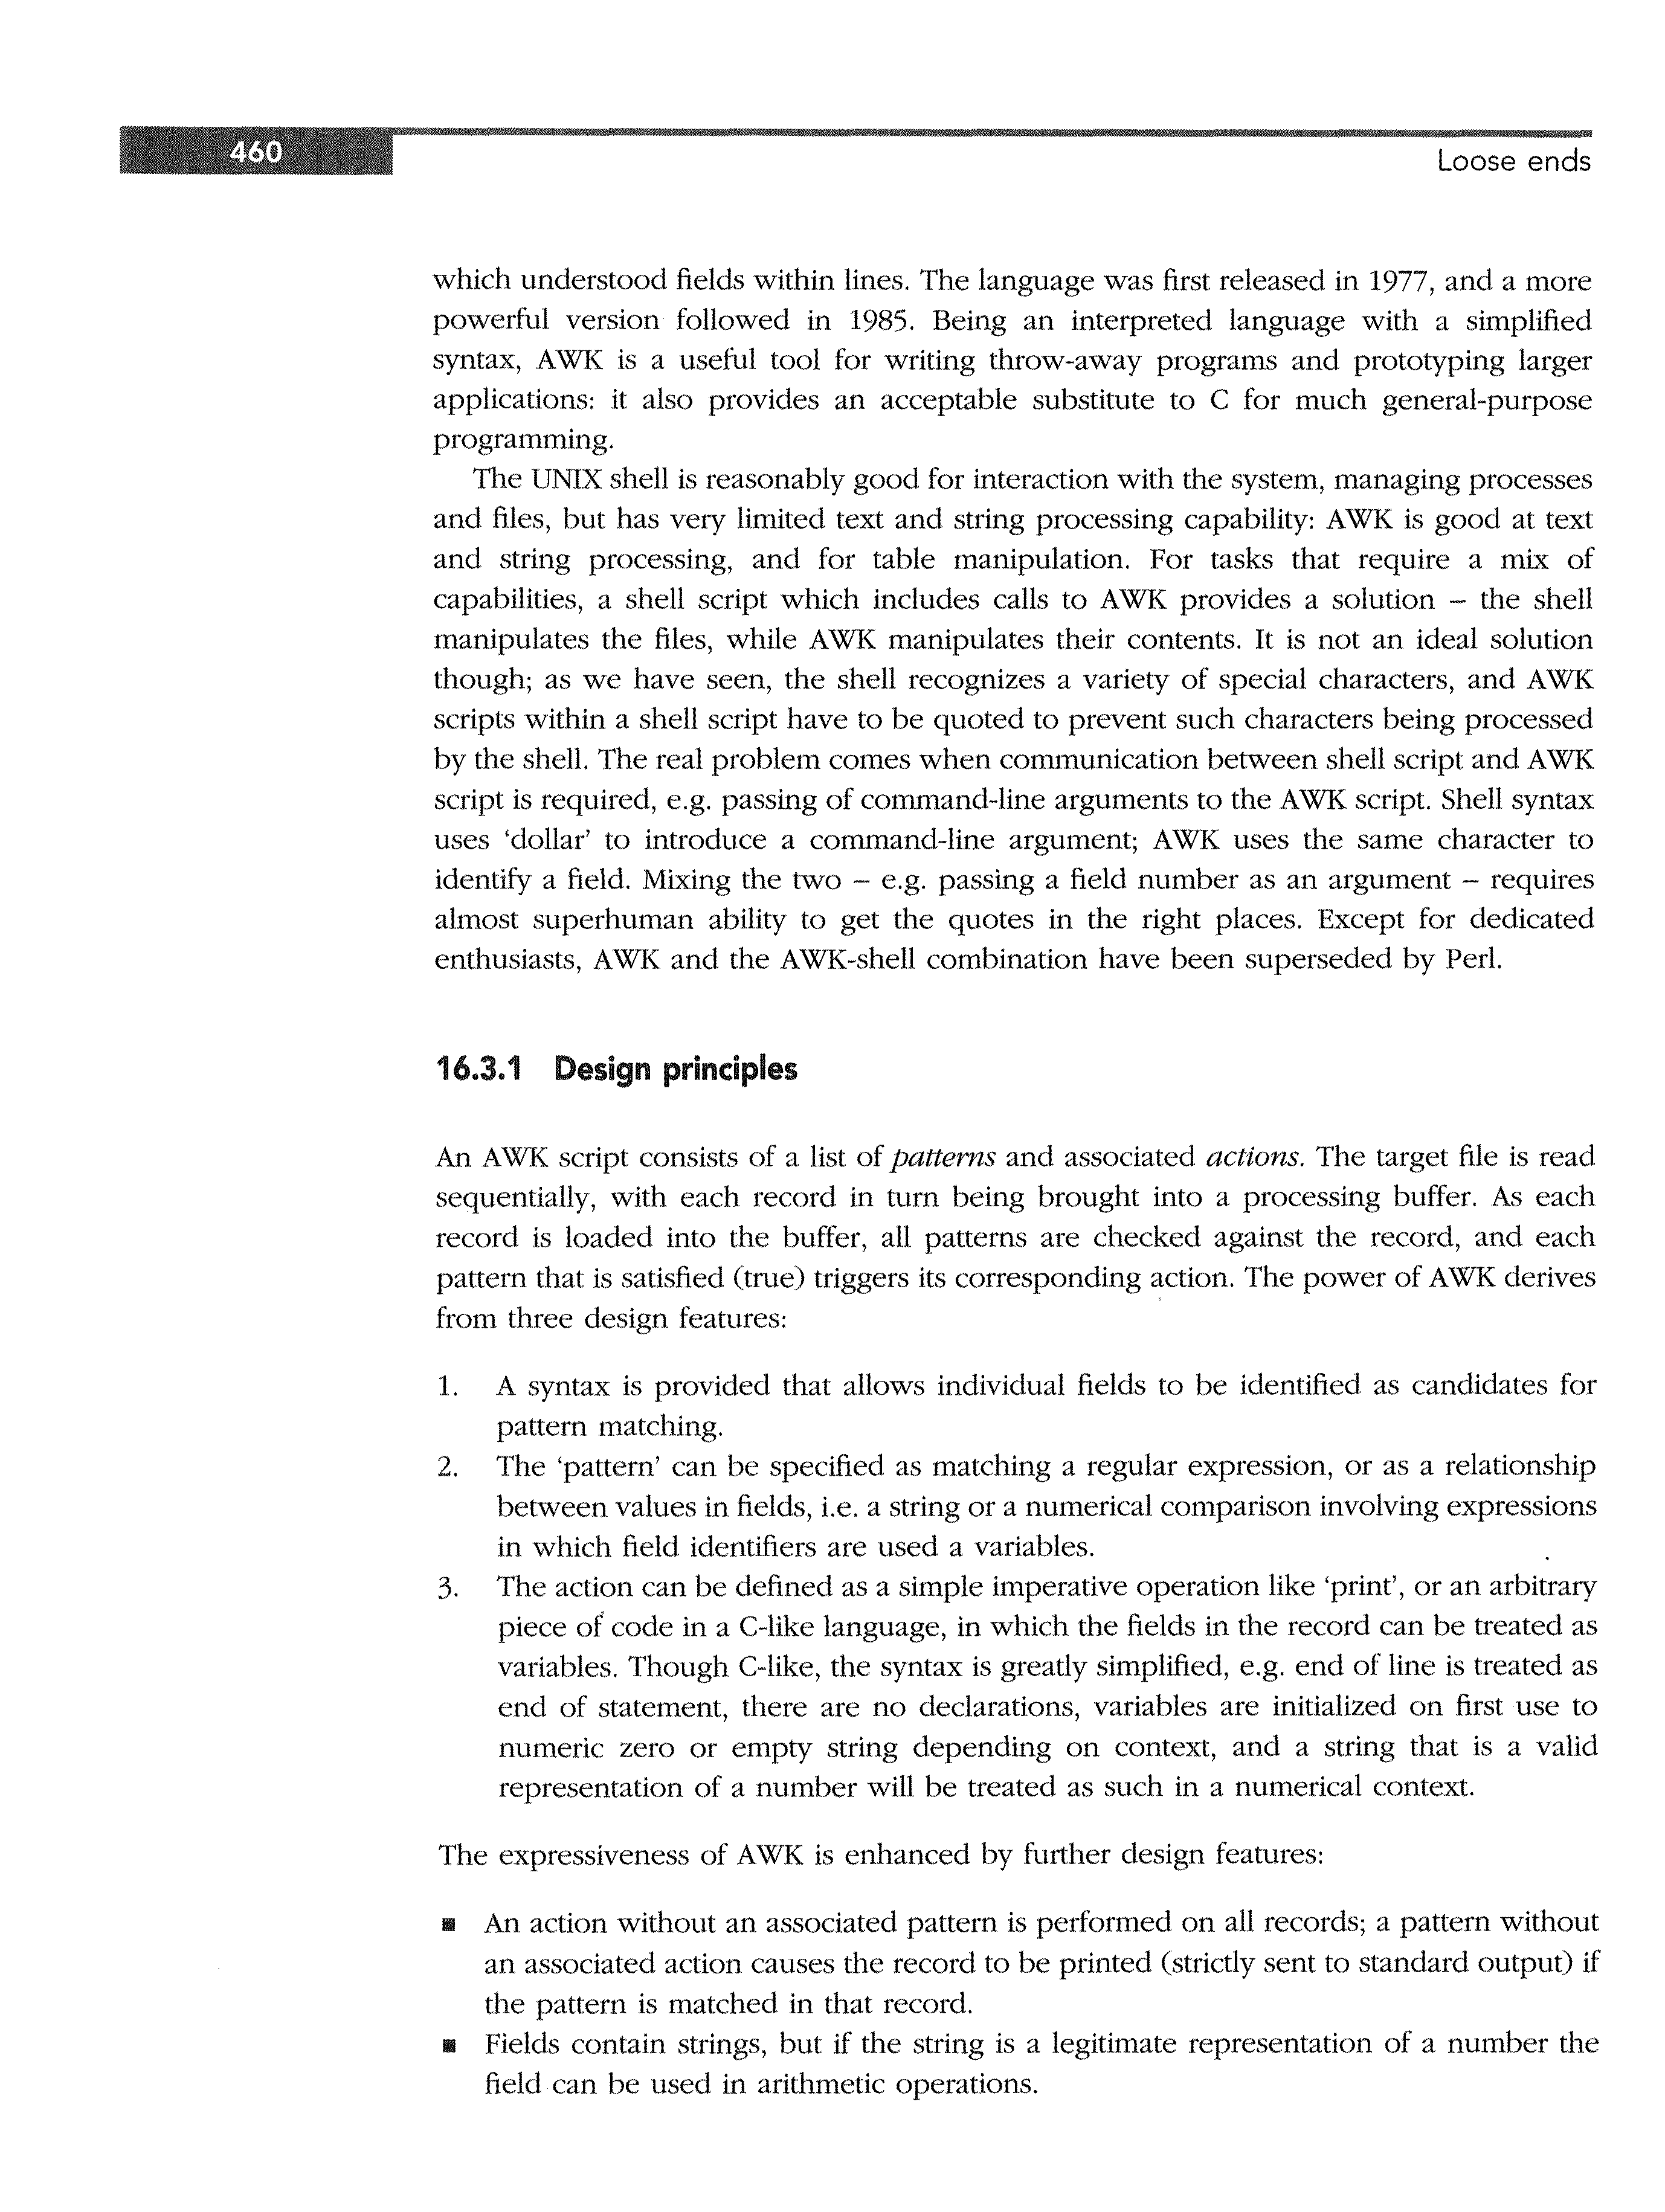 460
Loose ends
which understood fields within lines. The language was first released in 1977, and a more
powerful version followed in 1985. Being an interpreted language with a simplified
syntax, AWK is a useful tool for writing throw-away programs and prototyping larger
applications: it also provides an acceptable substitute to C for much general-purpose
programming.
The UNIX shell is reasonably good for interaction with the system, managing processes
and files, but has very limited text and string processing capability: AWK is good at text
and string processing, and for table manipulation. For tasks that require a mix of
capabilities, a shell script which includes calls to AWK provides a solution – the shell
manipulates the files, while AWK manipulates their contents. It is not an ideal solution
though; as we have seen, the shell recognizes a variety of special characters, and AWK
scripts within a shell script have to be quoted to prevent such characters being processed
by the shell. The real problem comes when communication between shell script and AWK
script is required, e.g. passing of command-line arguments to the AWK script. Shell syntax
uses ‘dollar’ to introduce a command-line argument; AWK uses the same character to
identify a field. Mixing the two – e.g. passing a field number as an argument – requires
almost superhuman ability to get the quotes in the right places. Except for dedicated
enthusiasts, AWK and the AWK-shell combination have been superseded by Perl.
16.3.1 Design principles
An AWK script consists of a list of patterns and associated actions. The target file is read
sequentially, with each record in turn being brought into a processing buffer. As each
record is loaded into the buffer, all patterns are checked against the record, and each
pattern that is satisfied (true) triggers its corresponding action. The power of AWK derives
from three design features:
1. A syntax is provided that allows individual fields to be identified as candidates for
pattern matching.
2. The ‘pattern’ can be specified as matching a regular expression, or as a relationship
between values in fields, i.e. a string or a numerical comparison involving expressions
in which field identifiers are used a variables.
3. The action can be defined as a simple imperative operation like ‘print’, or an arbitrary
piece of code in a C-like language, in which the fields in the record can be treated as
variables. Though C-like, the syntax is greatly simplified, e.g. end of line is treated as
end of statement, there are no declarations, variables are initialized on first use to
numeric zero or empty string depending on context, and a string that is a valid
representation of a number will be treated as such in a numerical context.
The expressiveness of AWK is enhanced by further design features:
■ An action without an associated pattern is performed on all records; a pattern without
an associated action causes the record to be printed (strictly sent to standard output) if
the pattern is matched in that record.
■ Fields contain strings, but if the string is a legitimate representation of a number the
field can be used in arithmetic operations.